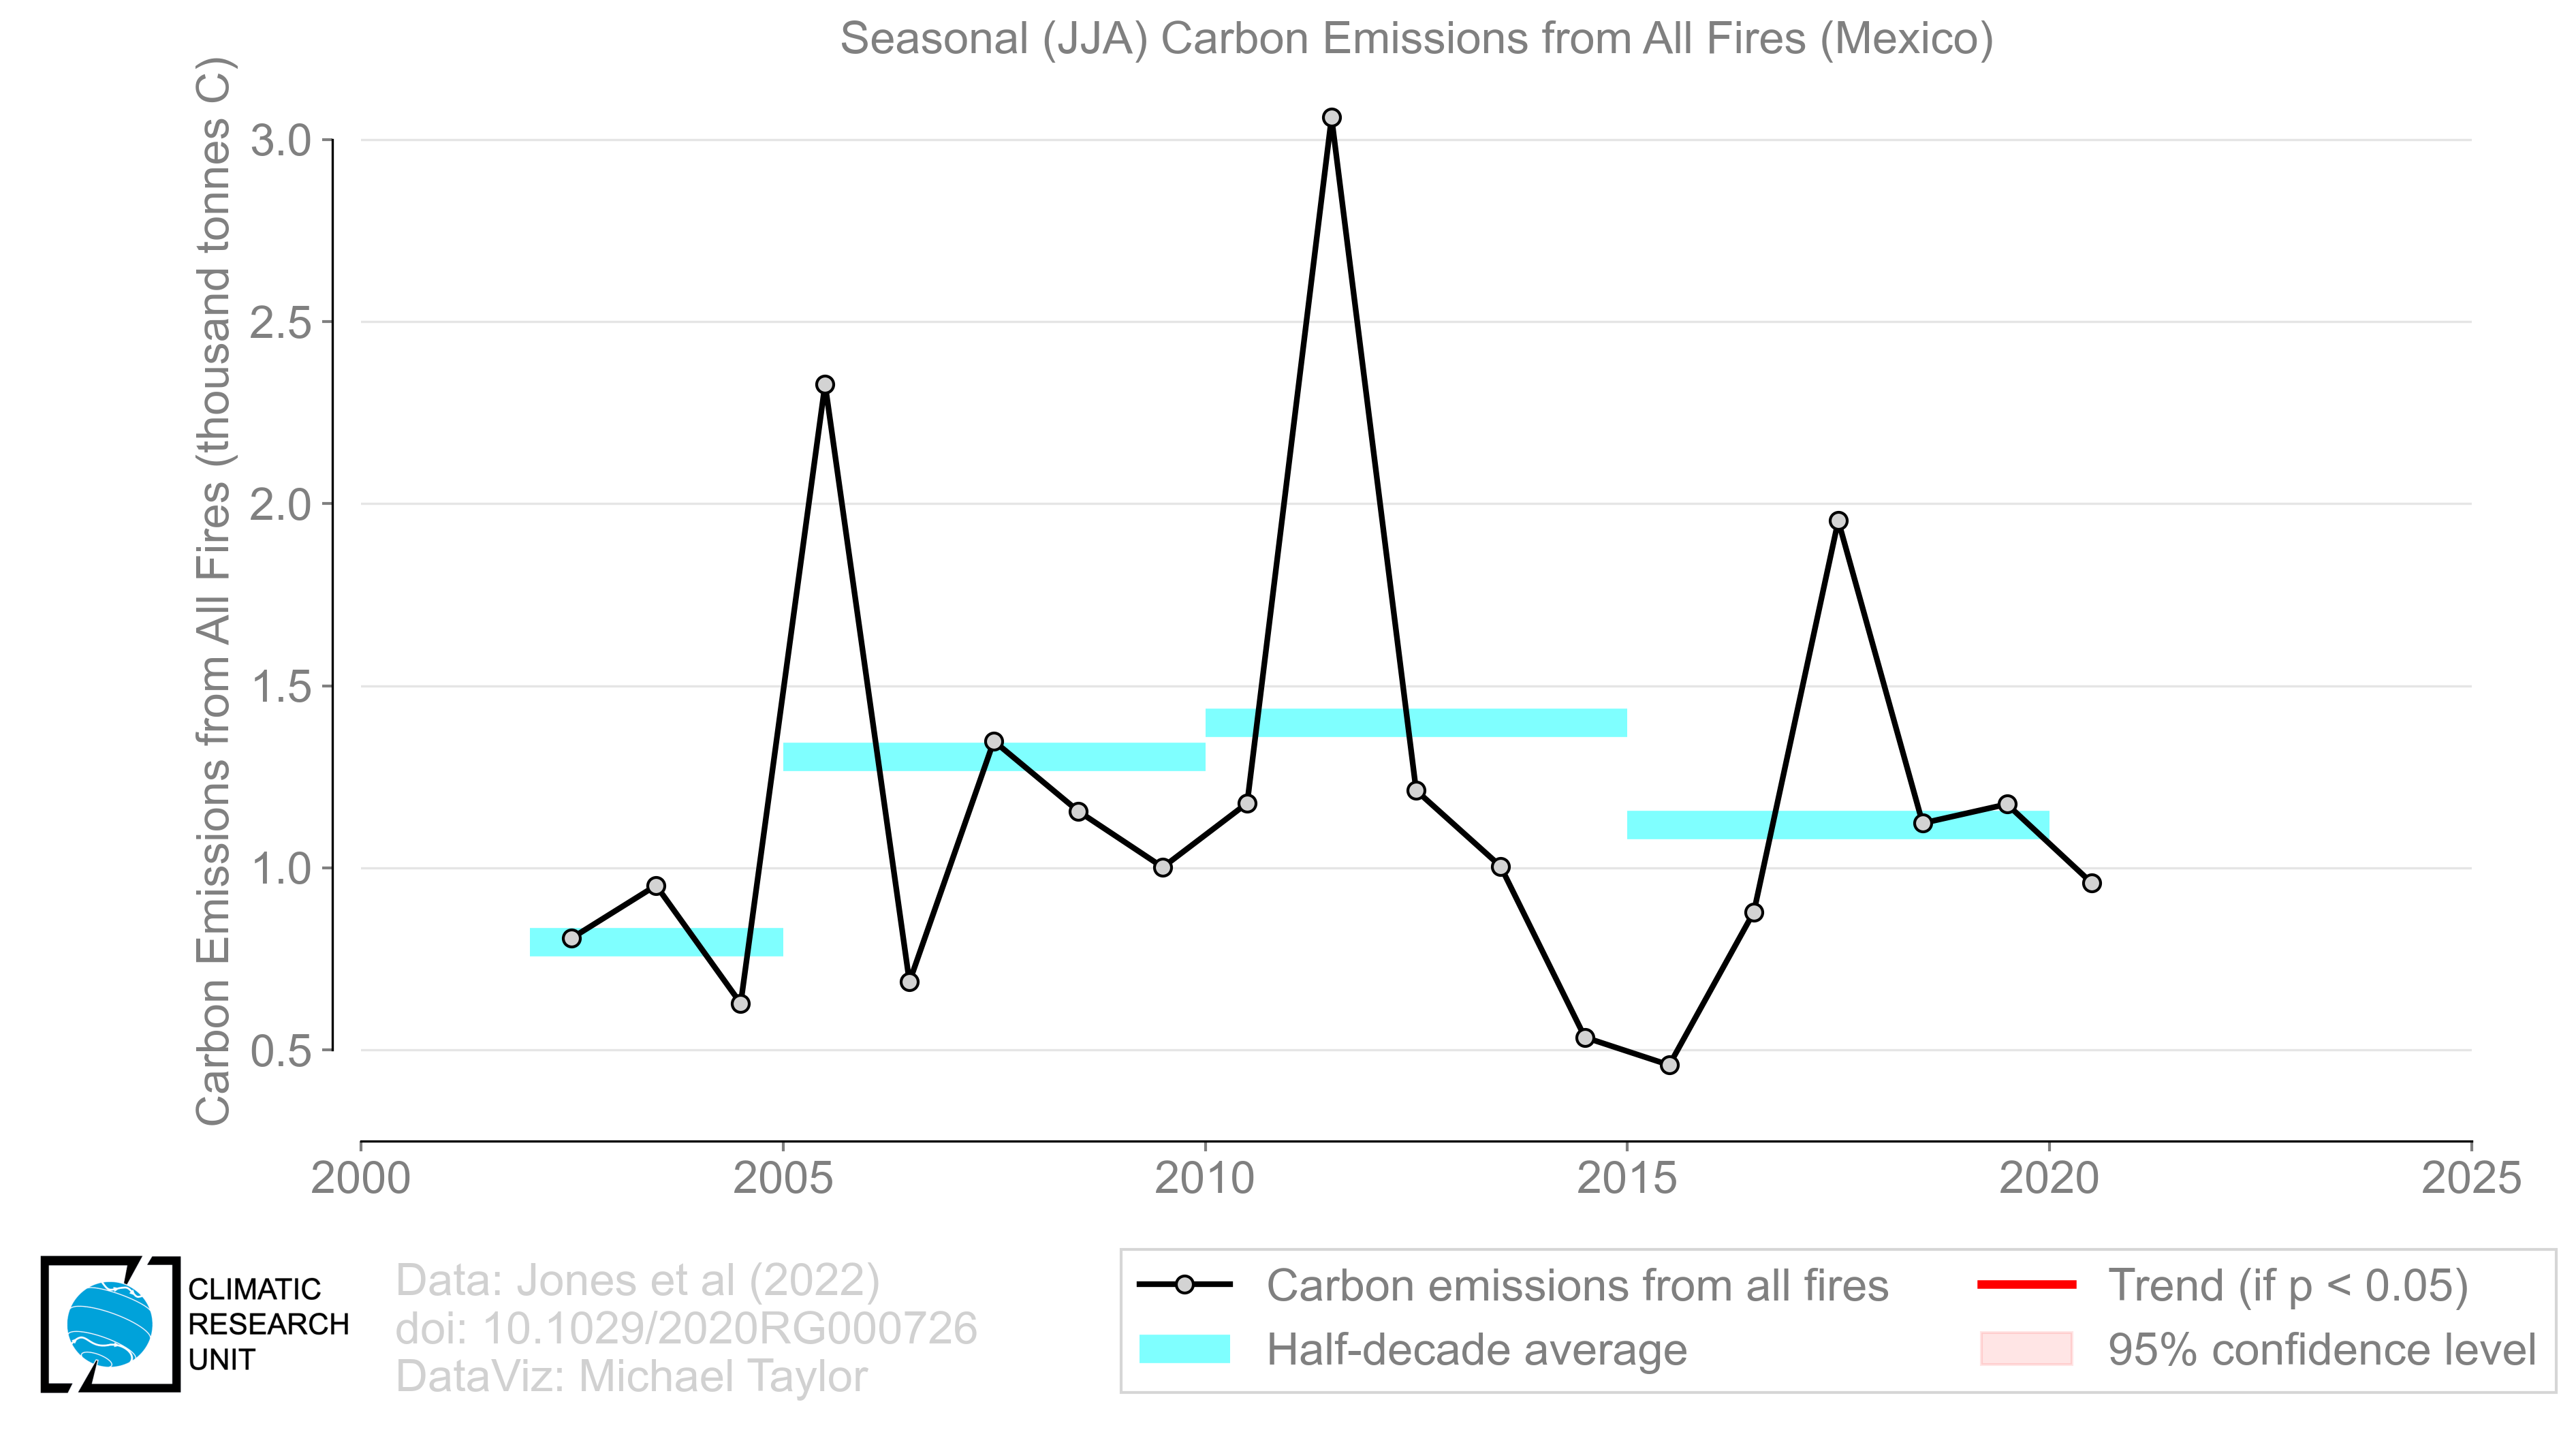 Seasonal (JJA) Carbon Emissions from All Fires (Mexico)
Carbon Emissions from All Fires (thousand tonnes C)
3.0
2.5
2.0
1.5
1.0
0.5
2000 2005 2010 2015 2020 2025
CLIMATIC
RESEARCH
UNIT
Data: Jones et al (2022)
doi: 10.1029/2020RG000726
DataViz: Michael Taylor
Carbon emissions from all fires
Half-decade average
Trend (if p < 0.05)
95% confidence level